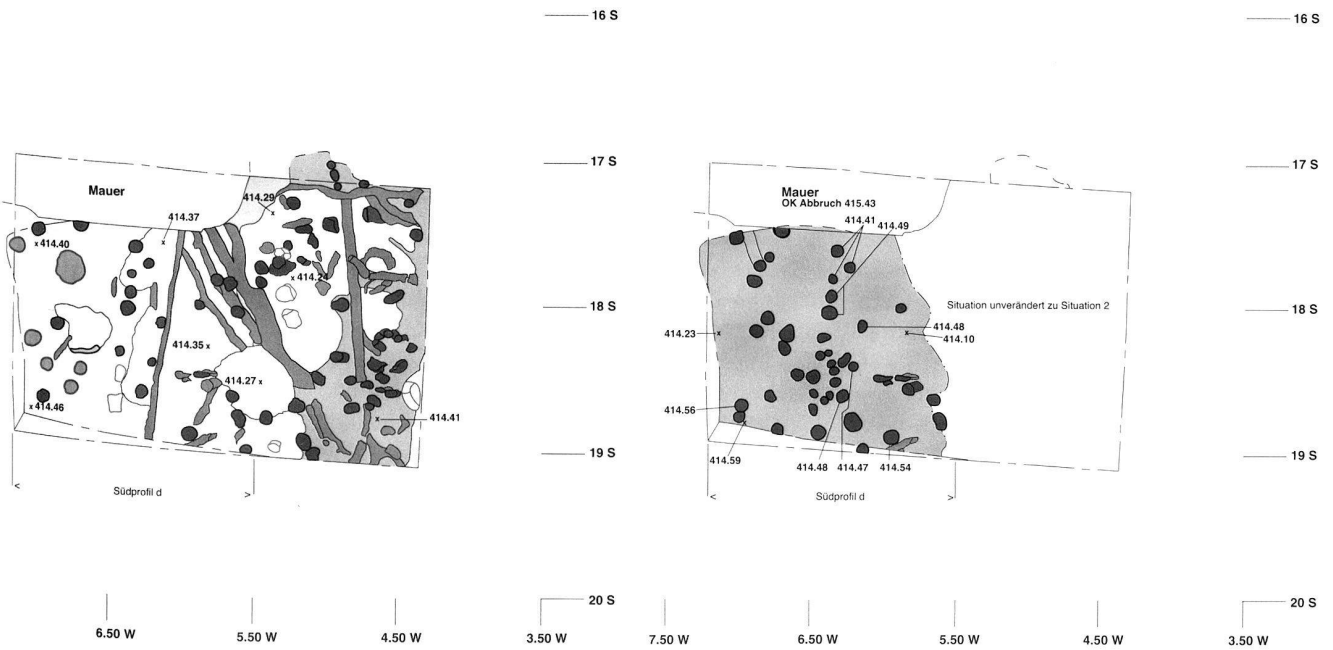 16 S
17 S
Mauer
414.29
414.37
414.40
414.24
18 S
414.35
414.27
414.46
414.41
19 S
< Südprofil d >
20 S
6.50 W
5.50 W
4.50 W
3.50 W
16 S
17 S
Mauer
OK Abbruch 415.43
414.41
414.49
Situation unverändert zu Situation 2
18 S
414.48
414.23
414.10
414.56
414.59
414.48
414.47
414.54
19 S
< Südprofil d >
20 S
7.50 W
6.50 W
5.50 W
4.50 W
3.50 W